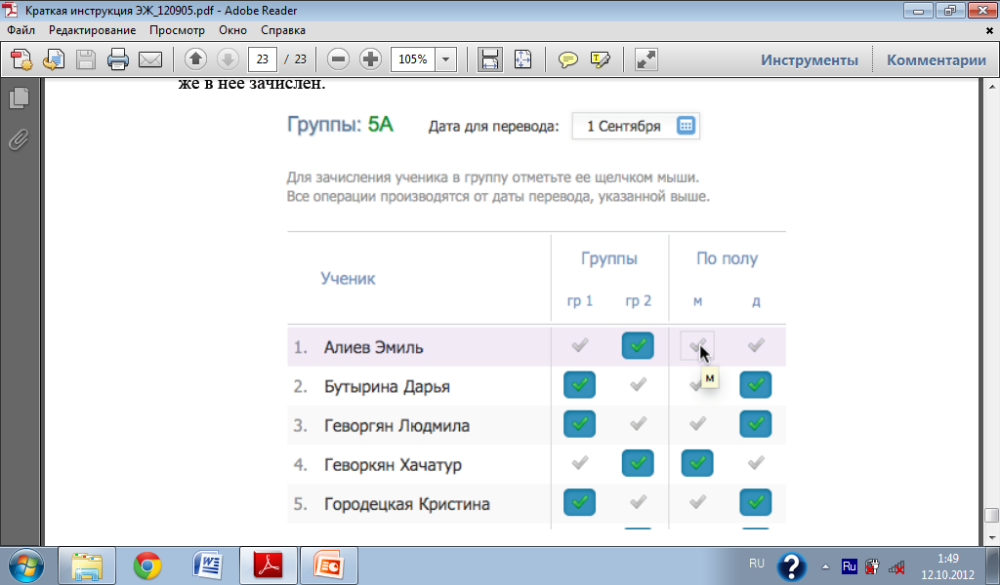 Краткая инструкция ЭЖ_120905.pdf - Adobe Reader
Файл Редактирование Просмотр Окно Справка
23 / 23 105% Инструменты Комментарии
же в нее зачислен.
Группы: 5А Дата для перевода: 1 Сентября
Для зачисления ученика в группу отметьте ее щелчком мыши.
Все операции производятся от даты перевода, указанной выше.
Группы По полу
Ученик
гр 1 гр 2 м д
1. Алиев Эмиль
м
2. Бутырина Дарья
3. Геворгян Людмила
4. Геворкян Хачатур
5. Городецкая Кристина
RU Ru 1:49
12.10.2012